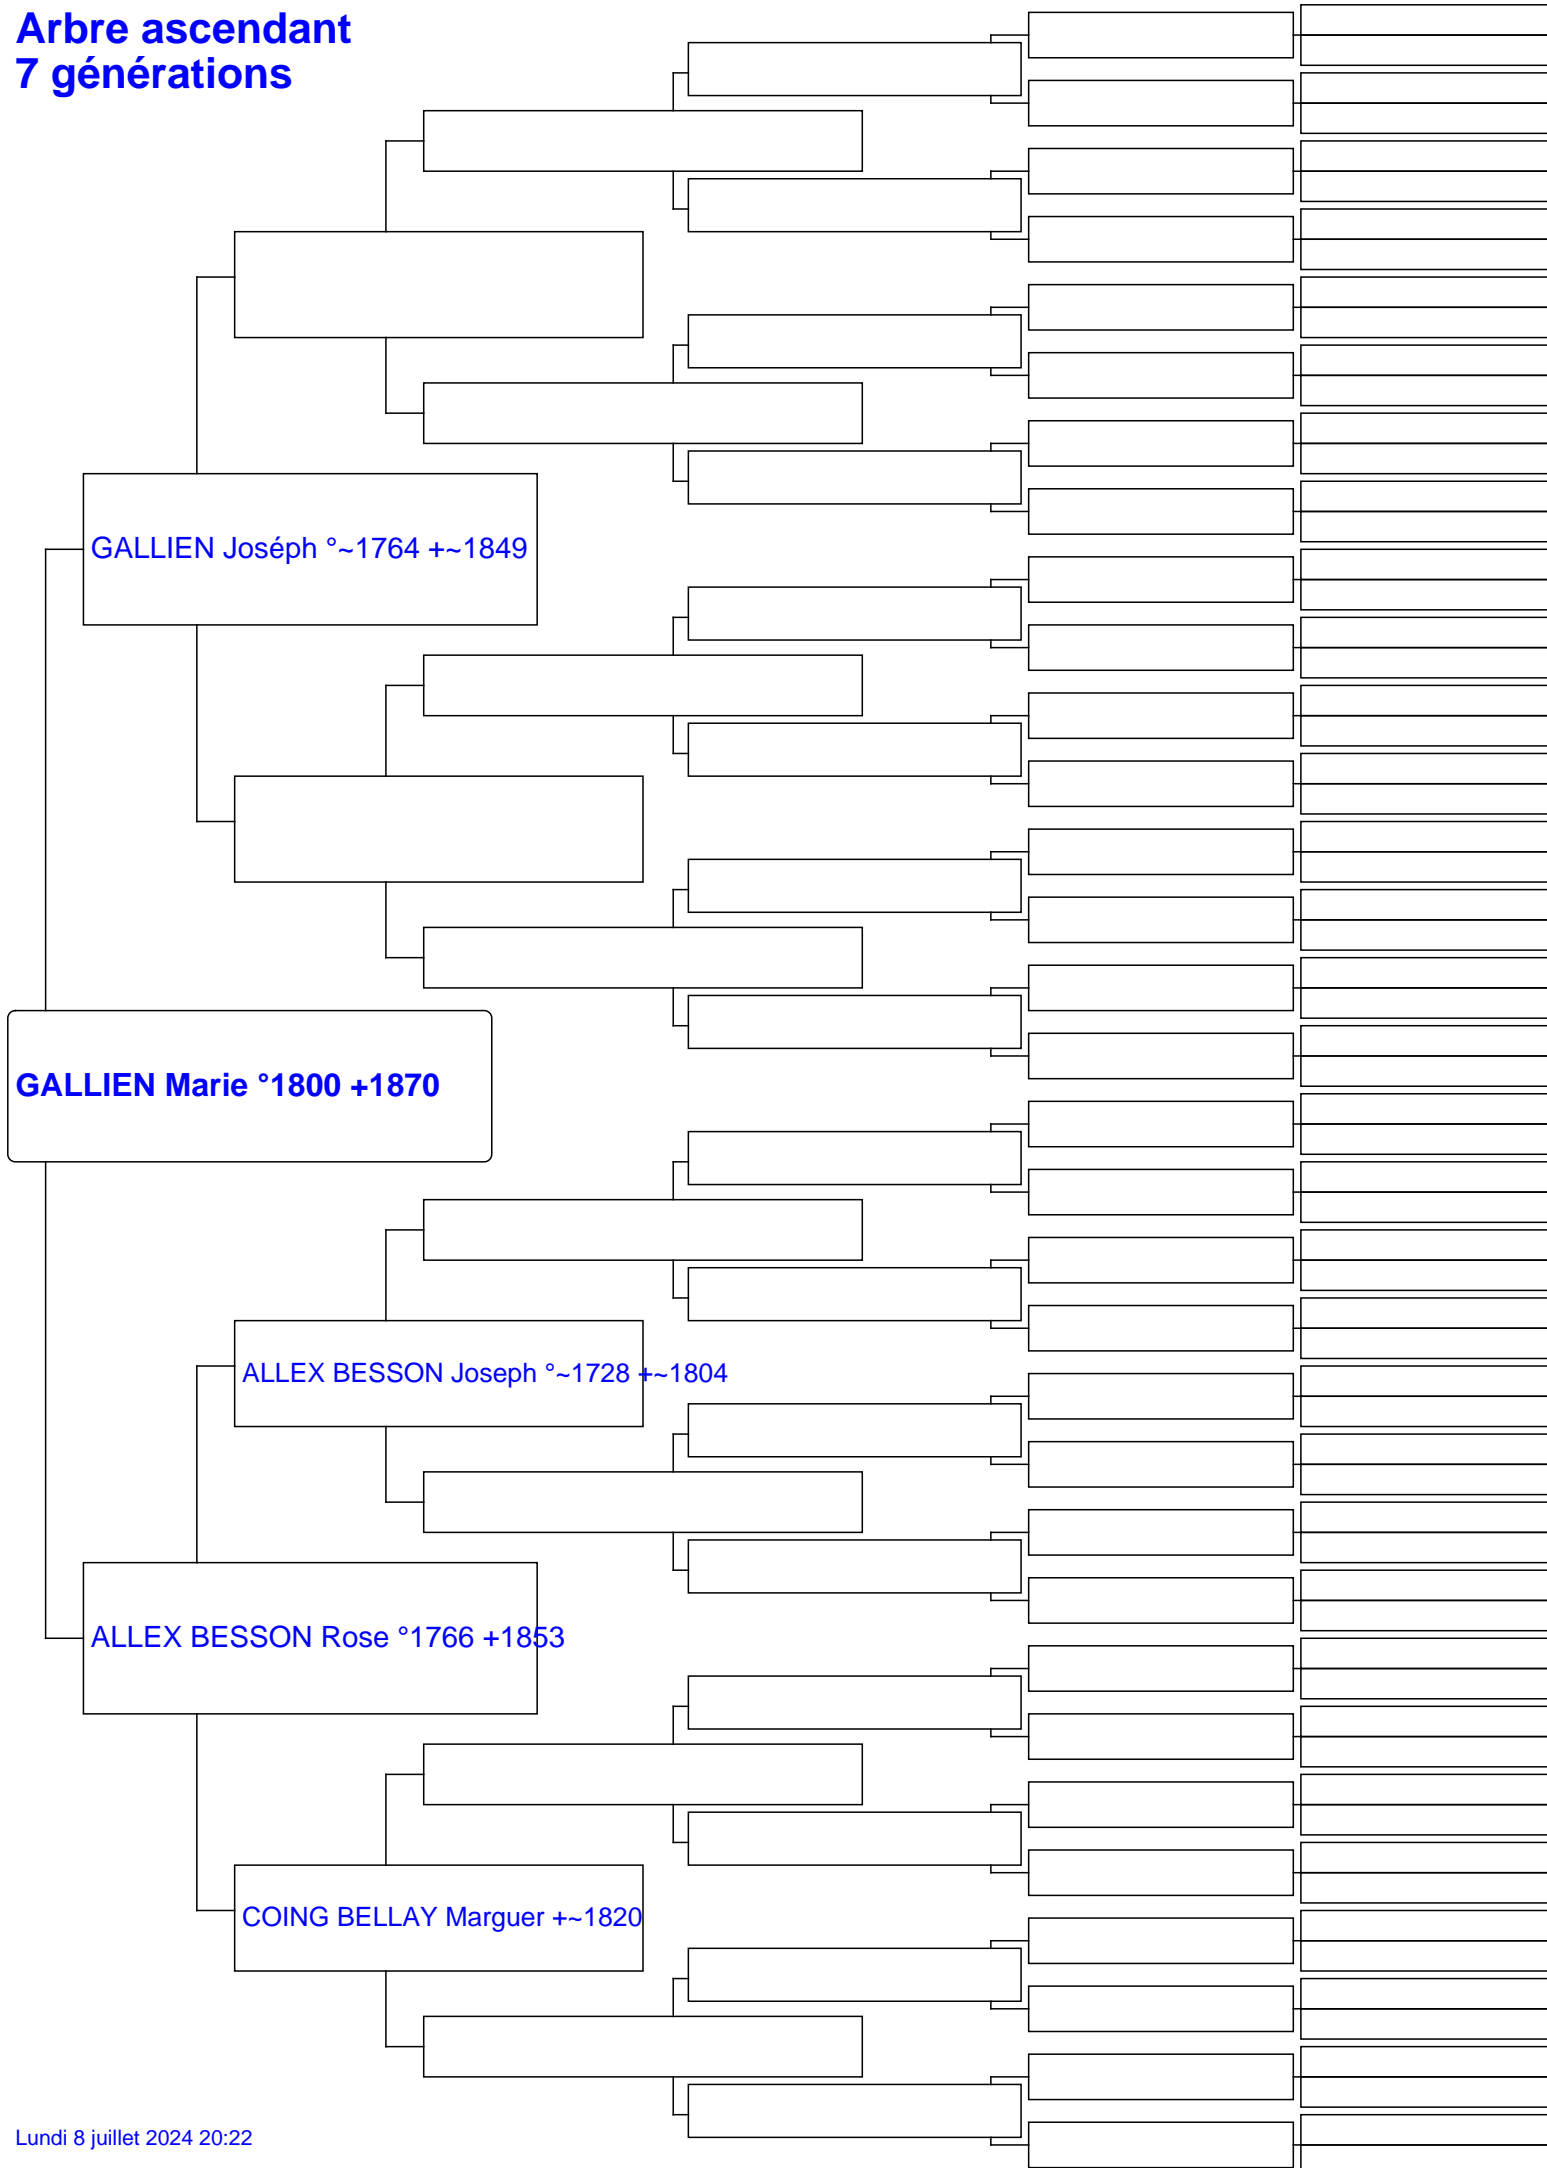 Arbre ascendant
7 générations
GALLIEN Joséph °~1764 +~1849
GALLIEN Marie °1800 +1870
ALLEX BESSON Joseph °~1728 +~1804
ALLEX BESSON Rose °1766 +1853
COING BELLAY Marguer +~1820
Lundi 8 juillet 2024 20:22